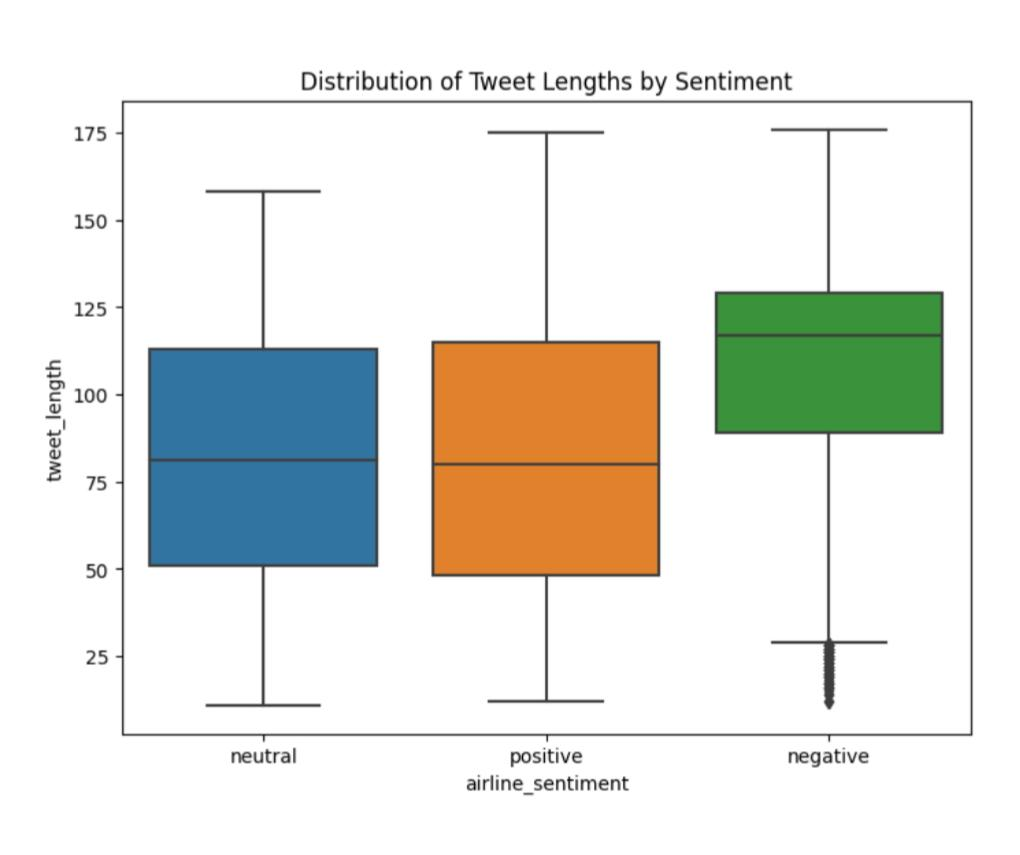 Distribution of Tweet Lengths by Sentiment
175
150
125
100
75
50
25
tweet_length
neutral positive negative
airline_sentiment